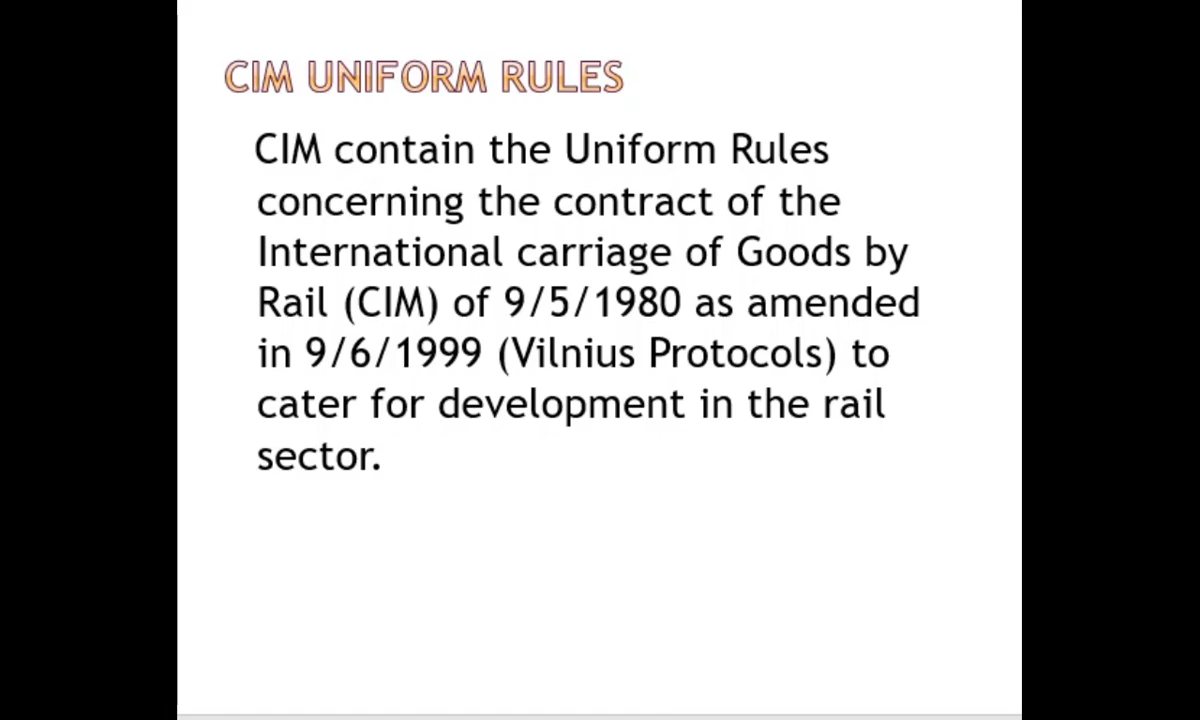 CIM UNIFORM RULES
CIM contain the Uniform Rules
concerning the contract of the
International carriage of Goods by
Rail (CIM) of 9/5/1980 as amended
in 9/6/1999 (Vilnius Protocols) to
cater for development in the rail
sector.